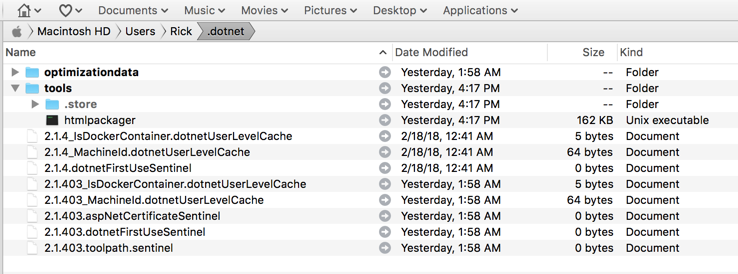 Documents Music Movies Pictures Desktop Applications
Macintosh HD Users Rick .dotnet
Name Date Modified Size Kind
optimizationdata Yesterday, 1:58 AM -- Folder
tools Yesterday, 4:17 PM -- Folder
.store Yesterday, 4:17 PM -- Folder
htmlpackager Yesterday, 4:17 PM 162 KB Unix executable
2.1.4_IsDockerContainer.dotnetUserLevelCache 2/18/18, 12:41 AM 5 bytes Document
2.1.4_MachineId.dotnetUserLevelCache 2/18/18, 12:41 AM 64 bytes Document
2.1.4.dotnetFirstUseSentinel 2/18/18, 12:41 AM 0 bytes Document
2.1.403_IsDockerContainer.dotnetUserLevelCache Yesterday, 1:58 AM 5 bytes Document
2.1.403_MachineId.dotnetUserLevelCache Yesterday, 1:58 AM 64 bytes Document
2.1.403.aspNetCertificateSentinel Yesterday, 1:58 AM 0 bytes Document
2.1.403.dotnetFirstUseSentinel Yesterday, 1:58 AM 0 bytes Document
2.1.403.toolpath.sentinel Yesterday, 1:58 AM 0 bytes Document